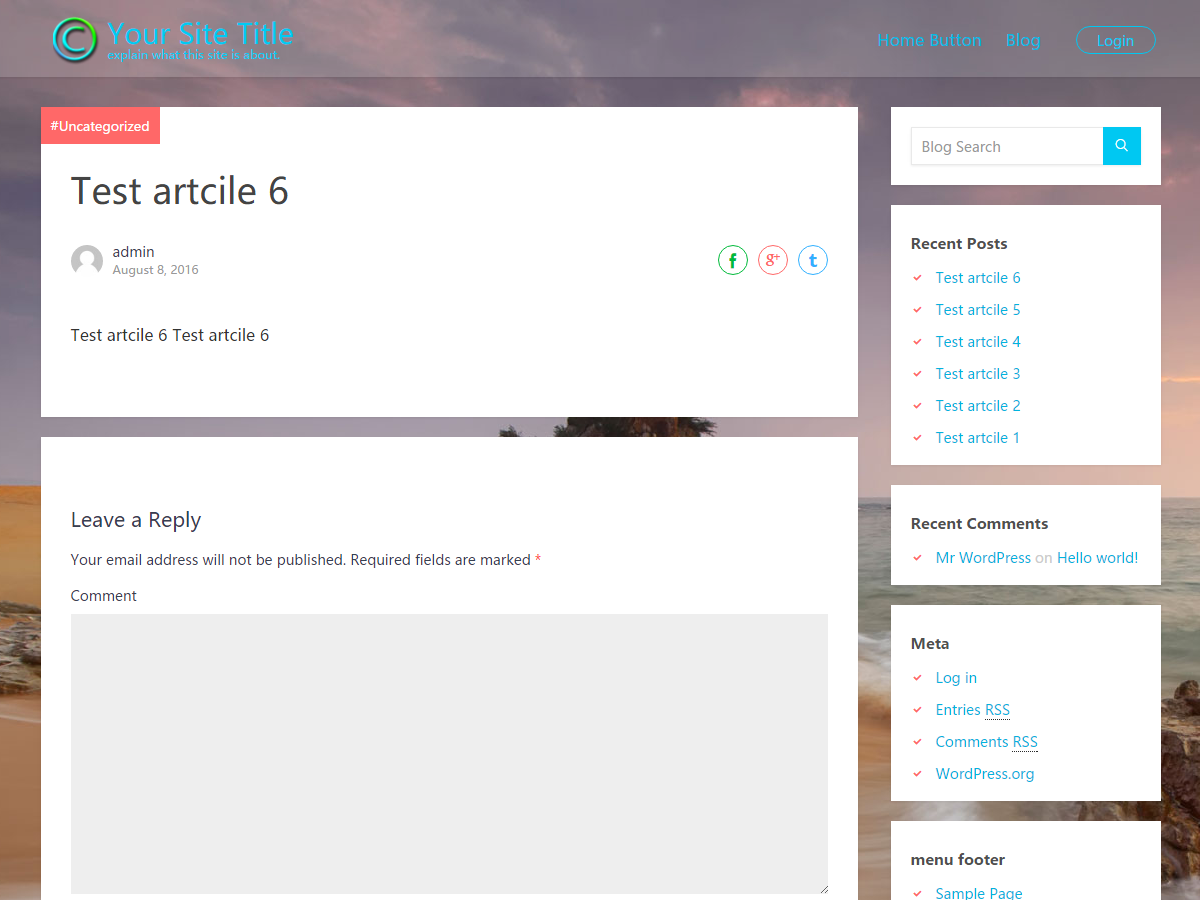 Your Site Title
explain what this site is about.
Home Button Blog Login
#Uncategorized
Test artcile 6
admin
August 8, 2016
Test artcile 6 Test artcile 6
Leave a Reply
Your email address will not be published. Required fields are marked *
Comment
Blog Search
Recent Posts
Test artcile 6
Test artcile 5
Test artcile 4
Test artcile 3
Test artcile 2
Test artcile 1
Recent Comments
Mr WordPress on Hello world!
Meta
Log in
Entries RSS
Comments RSS
WordPress.org
menu footer
Sample Page